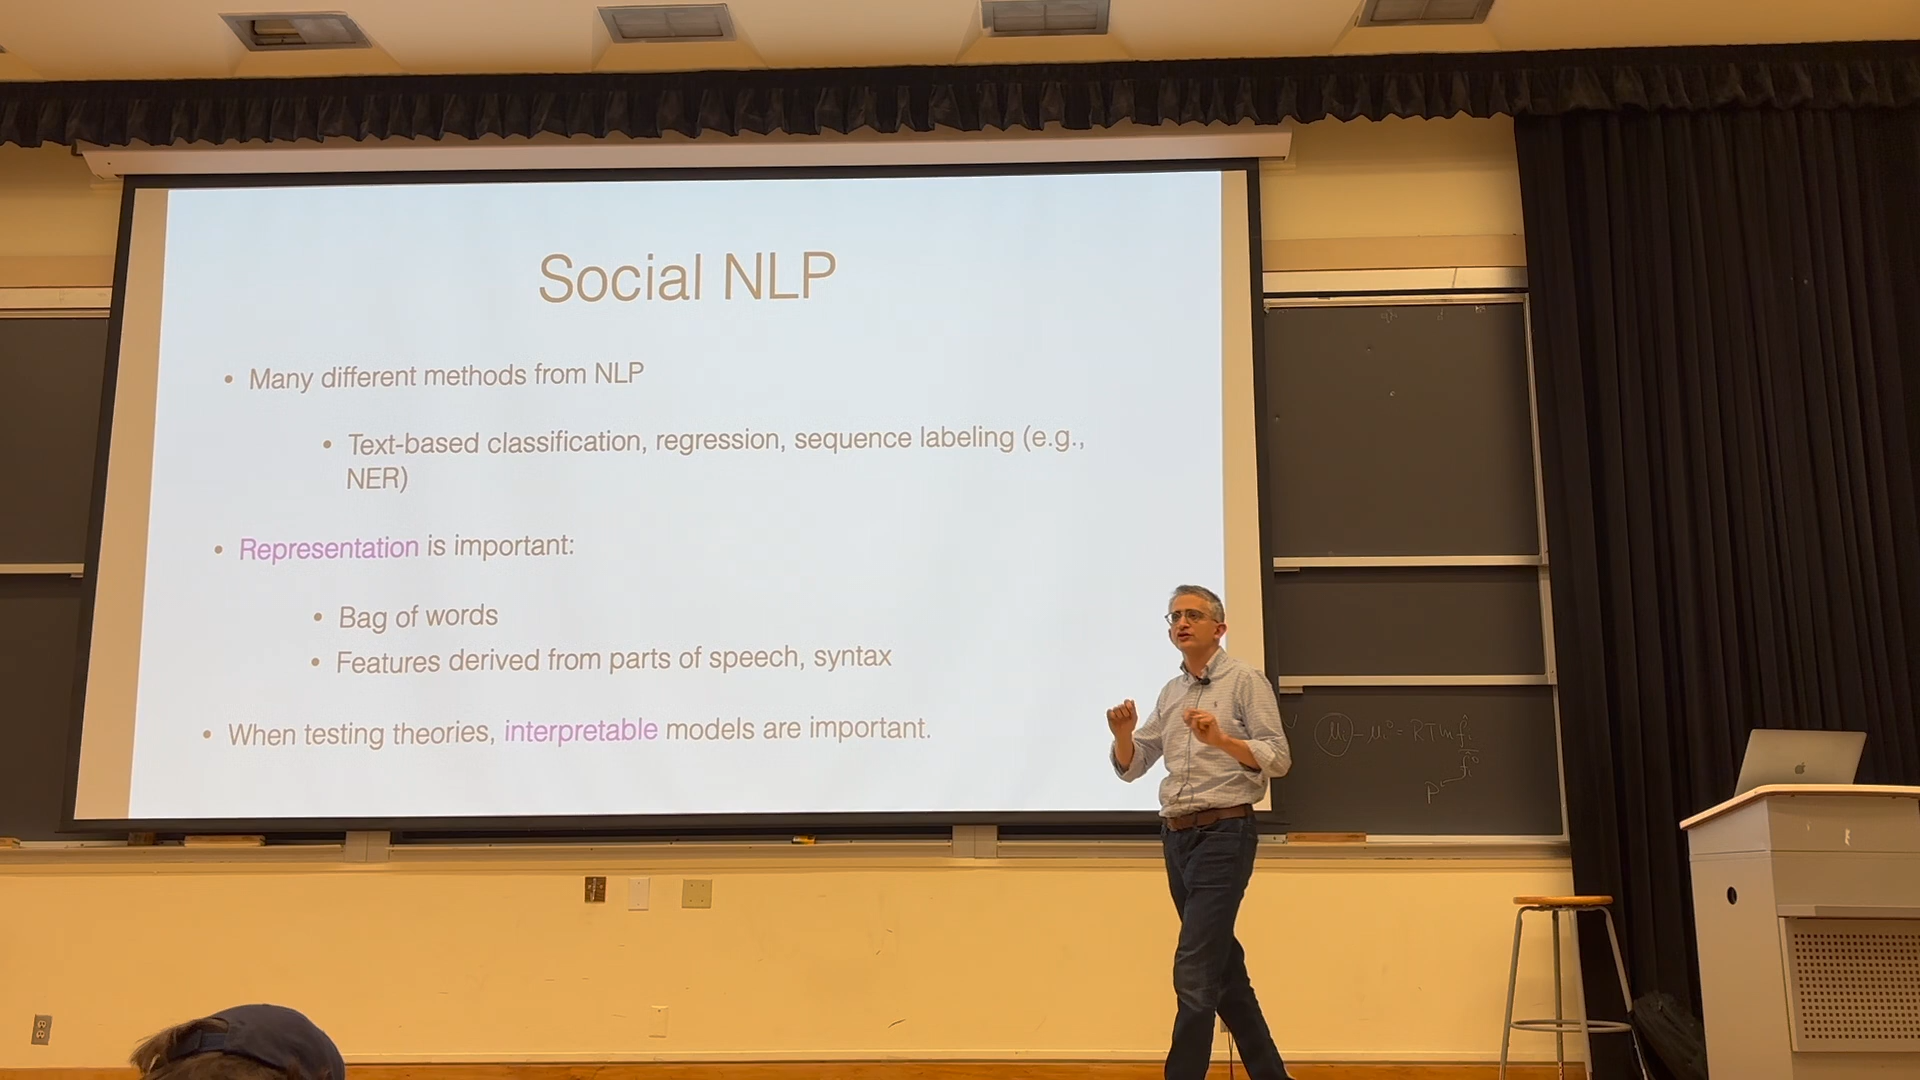 Social NLP
• Many different methods from NLP
• Text-based classification, regression, sequence labeling (e.g.,
NER)
• Representation is important:
• Bag of words
• Features derived from parts of speech, syntax
• When testing theories, interpretable models are important.